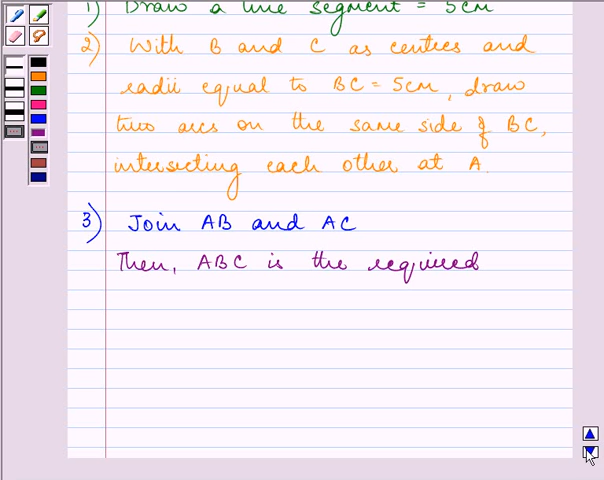 1) Draw a line segment = 5cm
2) With B and C as centres and
radii equal to BC = 5cm, draw
two arcs on the same side of BC,
intersecting each other at A.
3) Join AB and AC
Then, ABC is the required